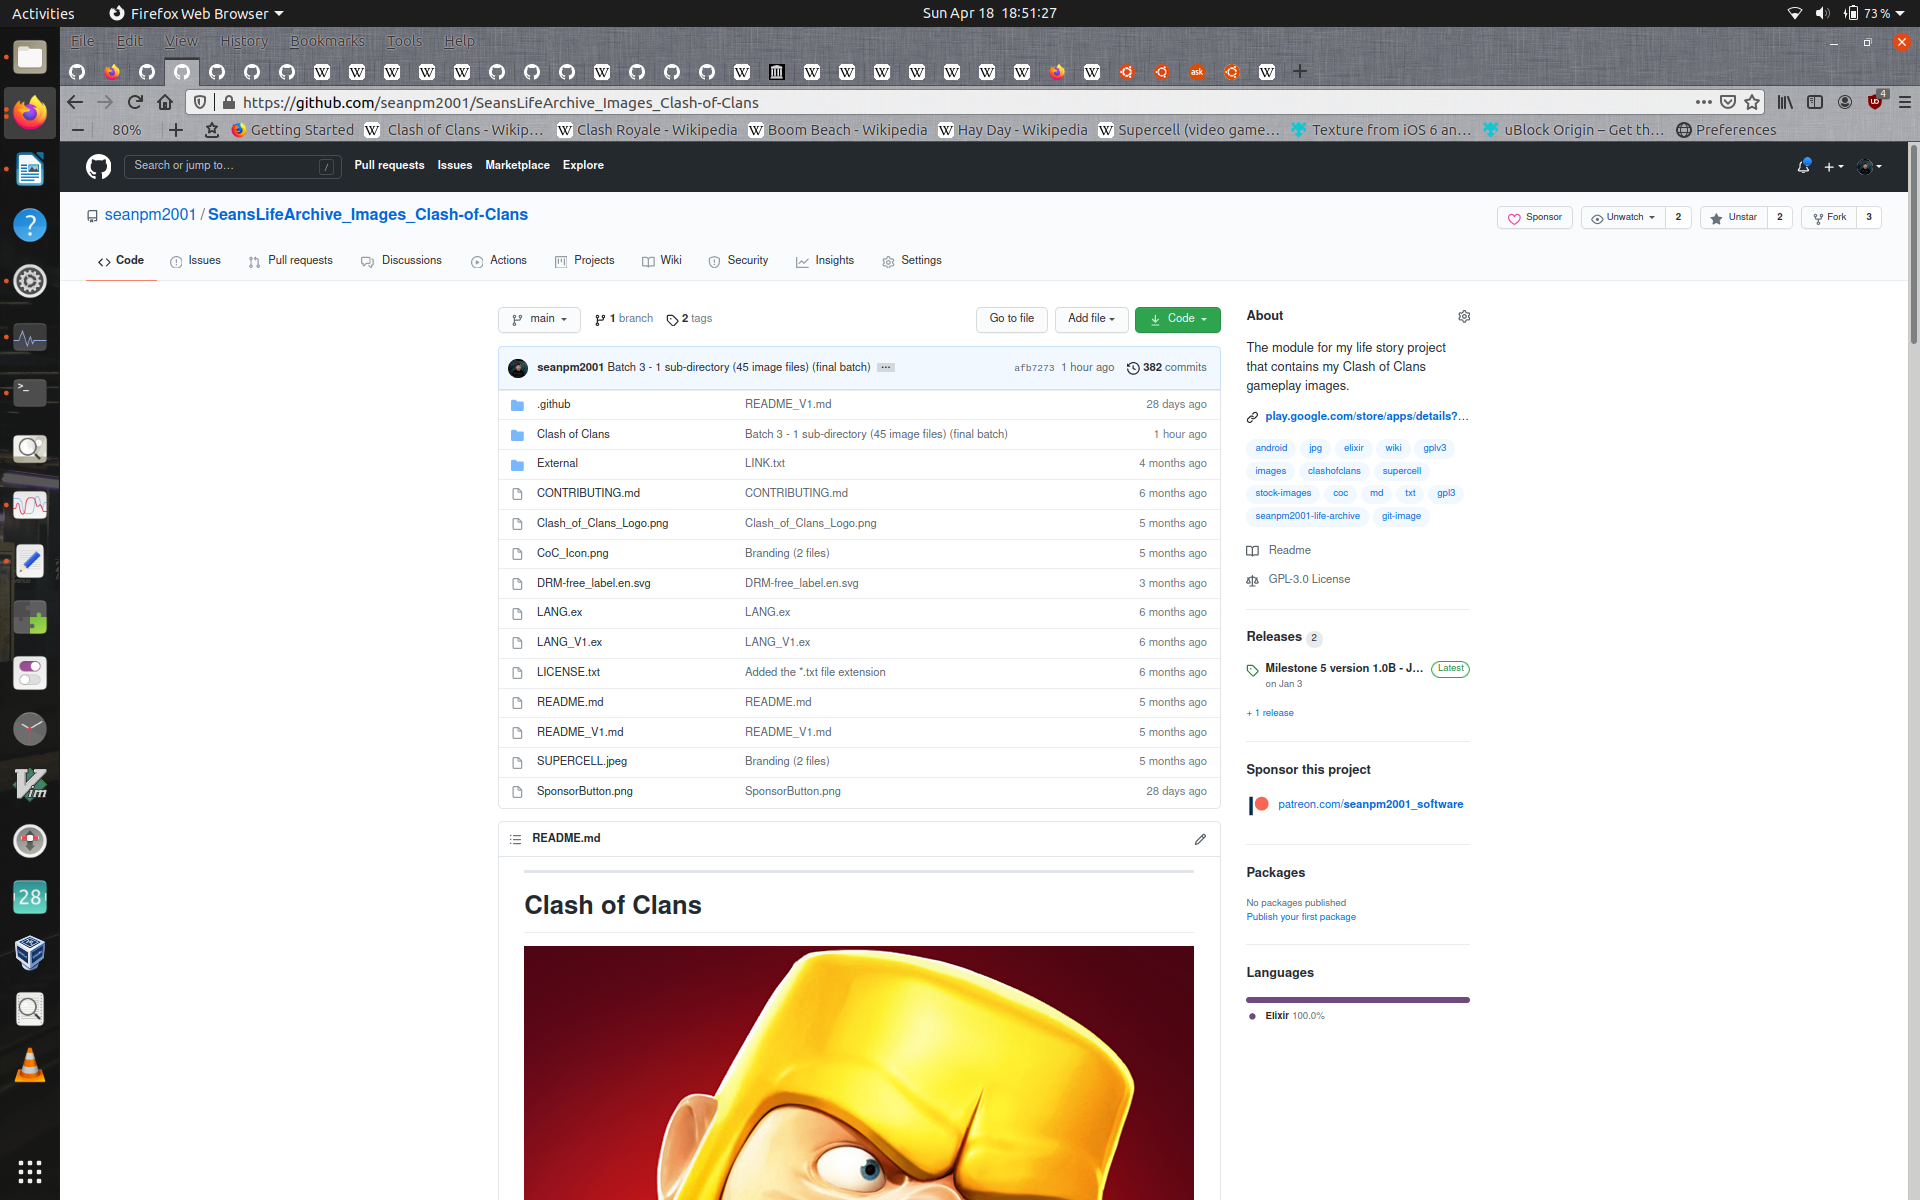 Activities Firefox Web Browser Sun Apr 18 18:51:27 73 %
File Edit View History Bookmarks Tools Help
https://github.com/seanpm2001/SeansLifeArchive_Images_Clash-of-Clans 4
80% Getting Started Clash of Clans - Wikip… Clash Royale - Wikipedia Boom Beach - Wikipedia Hay Day - Wikipedia Supercell (video game… Texture from iOS 6 an… uBlock Origin – Get th… Preferences
Search or jump to… / Pull requests Issues Marketplace Explore
seanpm2001 / SeansLifeArchive_Images_Clash-of-Clans Sponsor Unwatch 2 Unstar 2 Fork 3
Code Issues Pull requests Discussions Actions Projects Wiki Security Insights Settings
main 1 branch 2 tags Go to file Add file Code
seanpm2001 Batch 3 - 1 sub-directory (45 image files) (final batch) ... afb7273 1 hour ago 382 commits
.github README_V1.md 28 days ago
Clash of Clans Batch 3 - 1 sub-directory (45 image files) (final batch) 1 hour ago
External LINK.txt 4 months ago
CONTRIBUTING.md CONTRIBUTING.md 6 months ago
Clash_of_Clans_Logo.png Clash_of_Clans_Logo.png 5 months ago
CoC_Icon.png Branding (2 files) 5 months ago
DRM-free_label.en.svg DRM-free_label.en.svg 3 months ago
LANG.ex LANG.ex 6 months ago
LANG_V1.ex LANG_V1.ex 6 months ago
LICENSE.txt Added the *.txt file extension 6 months ago
README.md README.md 5 months ago
README_V1.md README_V1.md 5 months ago
SUPERCELL.jpeg Branding (2 files) 5 months ago
SponsorButton.png SponsorButton.png 28 days ago
README.md
Clash of Clans
About
The module for my life story project
that contains my Clash of Clans
gameplay images.
play.google.com/store/apps/details?…
android jpg elixir wiki gplv3
images clashofclans supercell
stock-images coc md txt gpl3
seanpm2001-life-archive git-image
Readme
GPL-3.0 License
Releases 2
Milestone 5 version 1.0B - J… Latest
on Jan 3
+ 1 release
Sponsor this project
patreon.com/seanpm2001_software
Packages
No packages published
Publish your first package
Languages
Elixir 100.0%
28